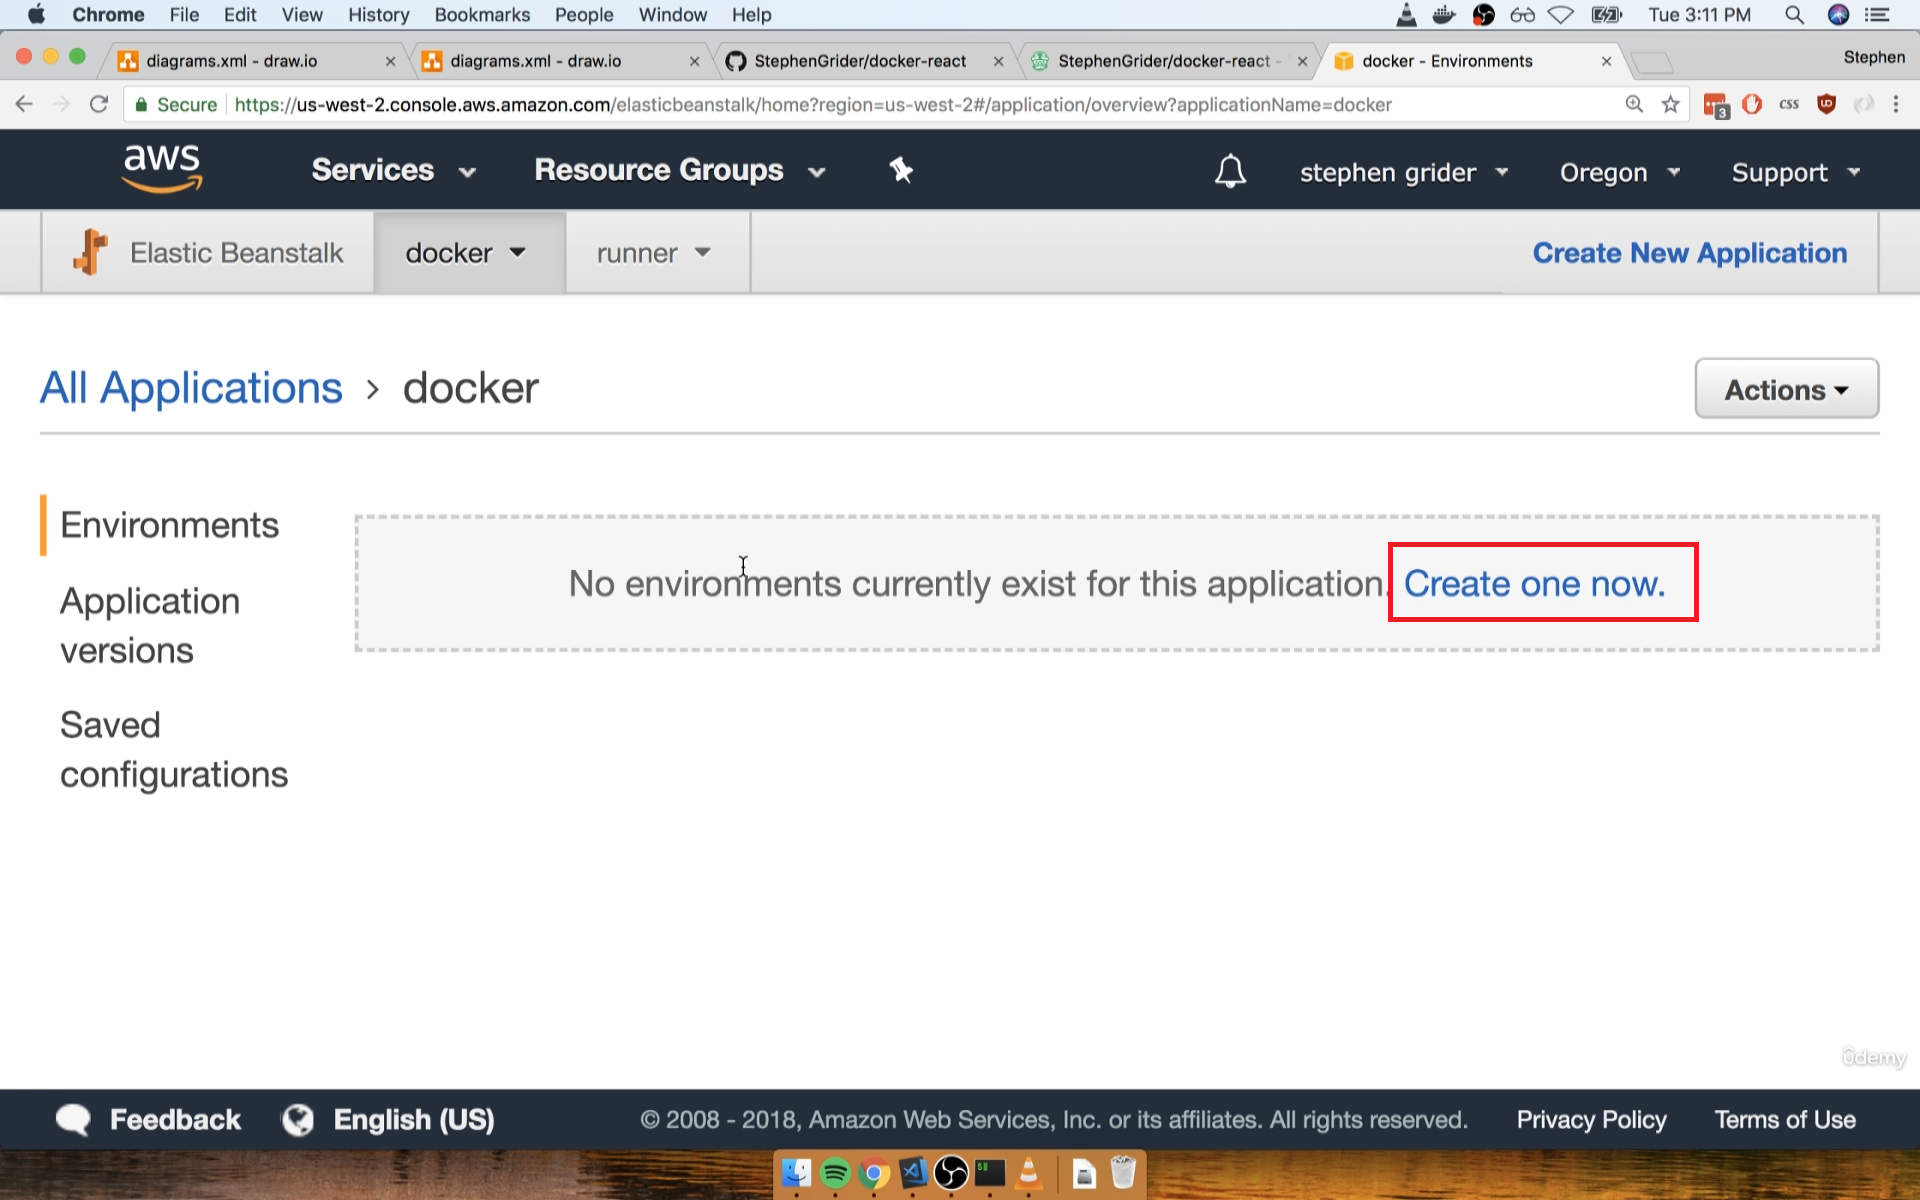 Chrome File Edit View History Bookmarks People Window Help Tue 3:11 PM
diagrams.xml - draw.io diagrams.xml - draw.io StephenGrider/docker-react StephenGrider/docker-react - docker - Environments Stephen
Secure https://us-west-2.console.aws.amazon.com/elasticbeanstalk/home?region=us-west-2#/application/overview?applicationName=docker 3 CSS
aws Services Resource Groups stephen grider Oregon Support
Elastic Beanstalk docker runner Create New Application
All Applications > docker Actions
Environments
No environments currently exist for this application. Create one now.
Application
versions
Saved
configurations
ûdemy
Feedback English (US) © 2008 - 2018, Amazon Web Services, Inc. or its affiliates. All rights reserved. Privacy Policy Terms of Use